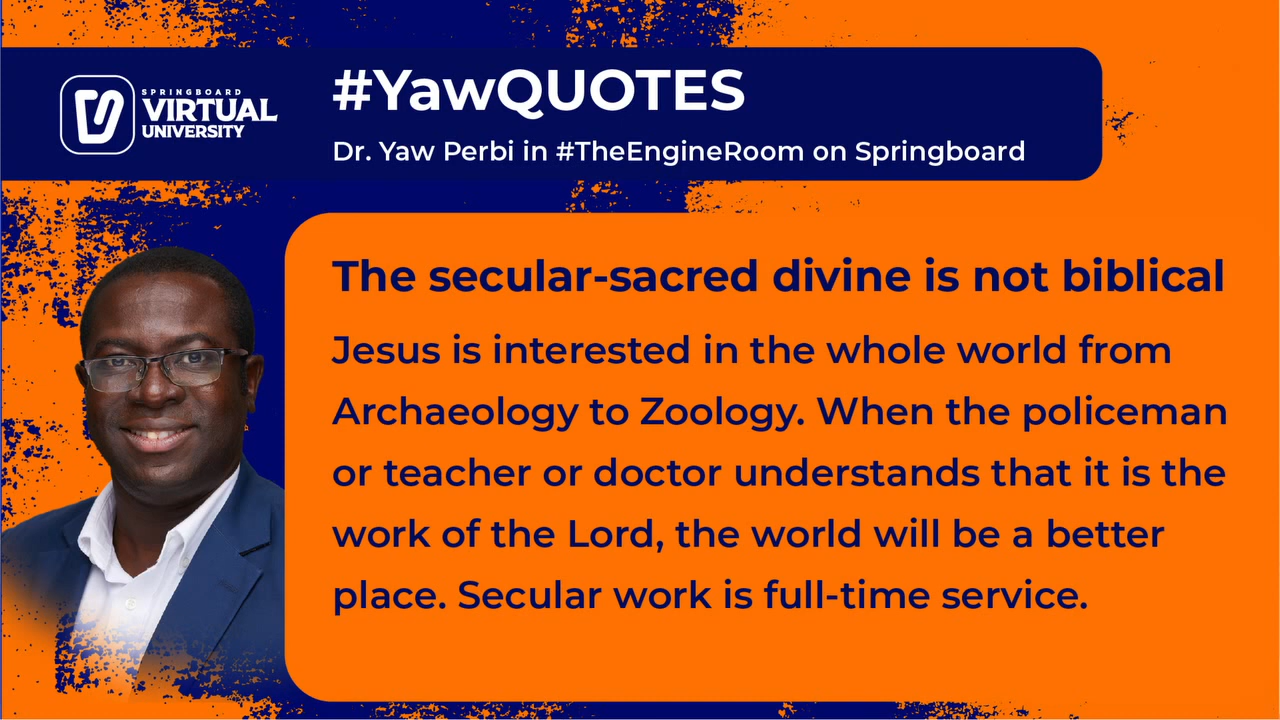 SPRINGBOARD
VIRTUAL
UNIVERSITY
#YawQUOTES
Dr. Yaw Perbi in #TheEngineRoom on Springboard
The secular-sacred divine is not biblical
Jesus is interested in the whole world from
Archaeology to Zoology. When the policeman
or teacher or doctor understands that it is the
work of the Lord, the world will be a better
place. Secular work is full-time service.